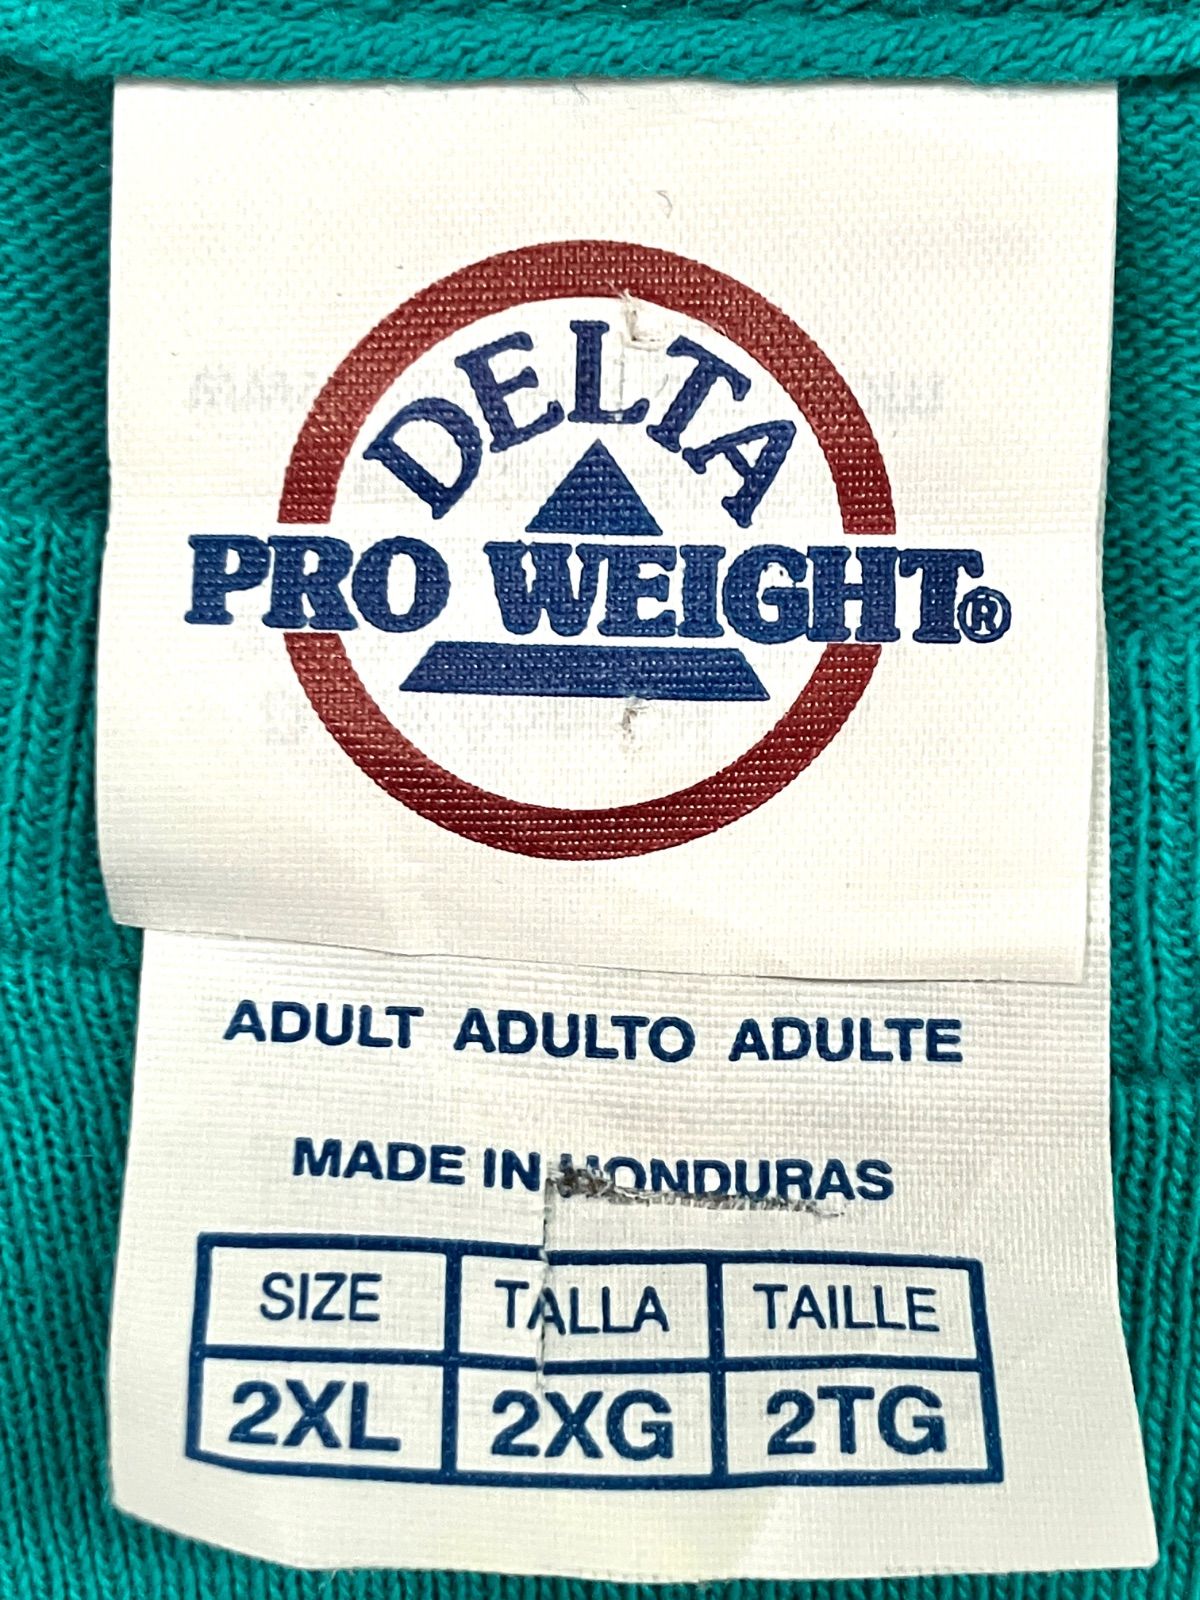 DELTA
PRO WEIGHT®
ADULT ADULTO ADULTE
MADE IN HONDURAS
SIZE TALLA TAILLE
2XL 2XG 2TG